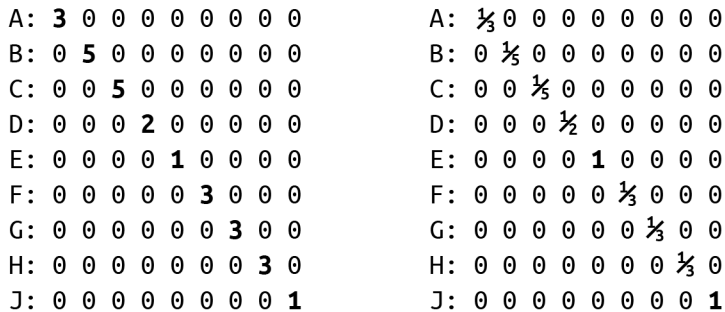 A: 3 0 0 0 0 0 0 0 0 A: ⅓ 0 0 0 0 0 0 0 0
B: 0 5 0 0 0 0 0 0 0 B: 0 ⅕ 0 0 0 0 0 0 0
C: 0 0 5 0 0 0 0 0 0 C: 0 0 ⅕ 0 0 0 0 0 0
D: 0 0 0 2 0 0 0 0 0 D: 0 0 0 ½ 0 0 0 0 0
E: 0 0 0 0 1 0 0 0 0 E: 0 0 0 0 1 0 0 0 0
F: 0 0 0 0 0 3 0 0 0 F: 0 0 0 0 0 ⅓ 0 0 0
G: 0 0 0 0 0 0 3 0 0 G: 0 0 0 0 0 0 ⅓ 0 0
H: 0 0 0 0 0 0 0 3 0 H: 0 0 0 0 0 0 0 ⅓ 0
J: 0 0 0 0 0 0 0 0 1 J: 0 0 0 0 0 0 0 0 1